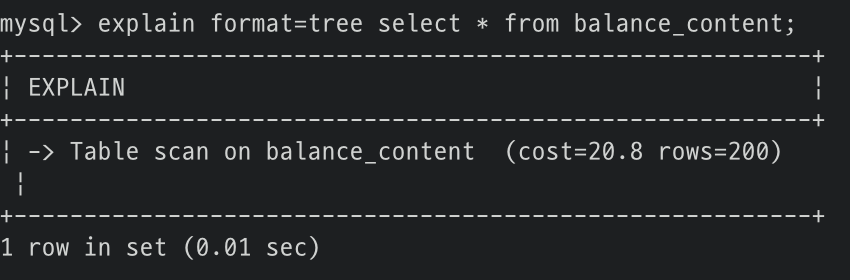 mysql> explain format=tree select * from balance_content;
+---------------------------------------------------------+
¦ EXPLAIN                                                 ¦
+---------------------------------------------------------+
¦ -> Table scan on balance_content  (cost=20.8 rows=200)
 ¦
+---------------------------------------------------------+
1 row in set (0.01 sec)